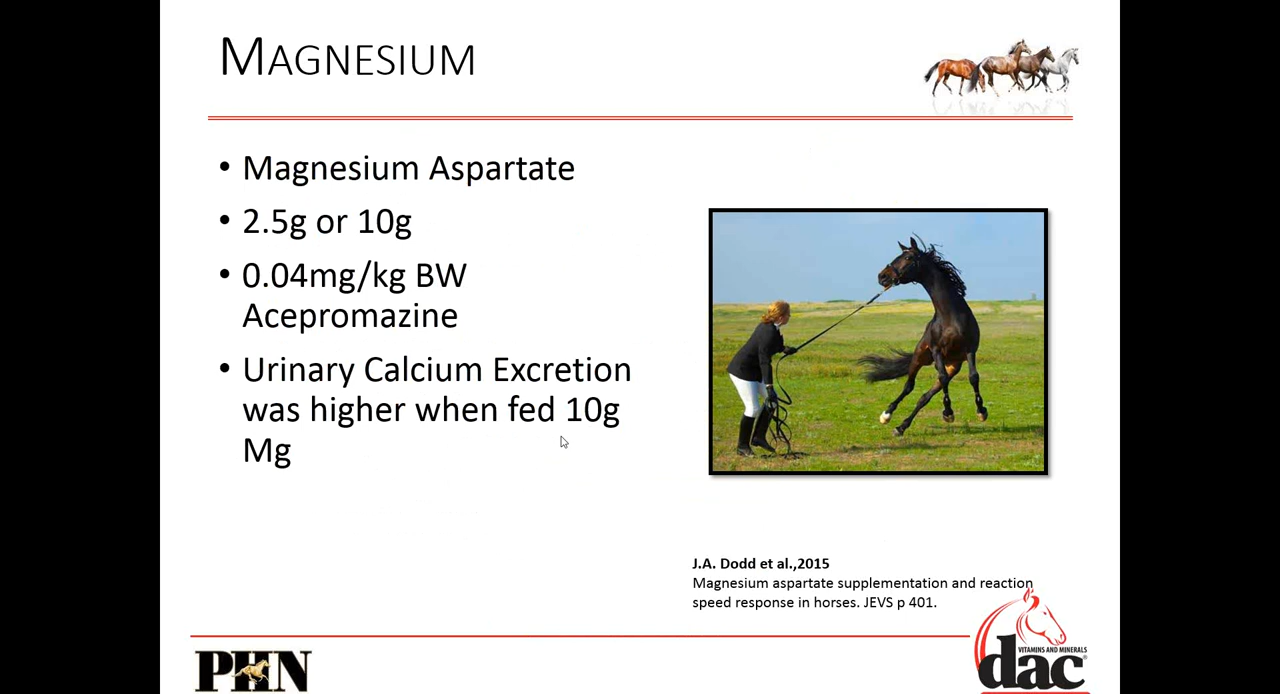 MAGNESIUM
• Magnesium Aspartate
• 2.5g or 10g
• 0.04mg/kg BW
Acepromazine
• Urinary Calcium Excretion
was higher when fed 10g
Mg
J.A. Dodd et al.,2015
Magnesium aspartate supplementation and reaction
speed response in horses. JEVS p 401.
PHN
VITAMINS AND MINERALS
dac®